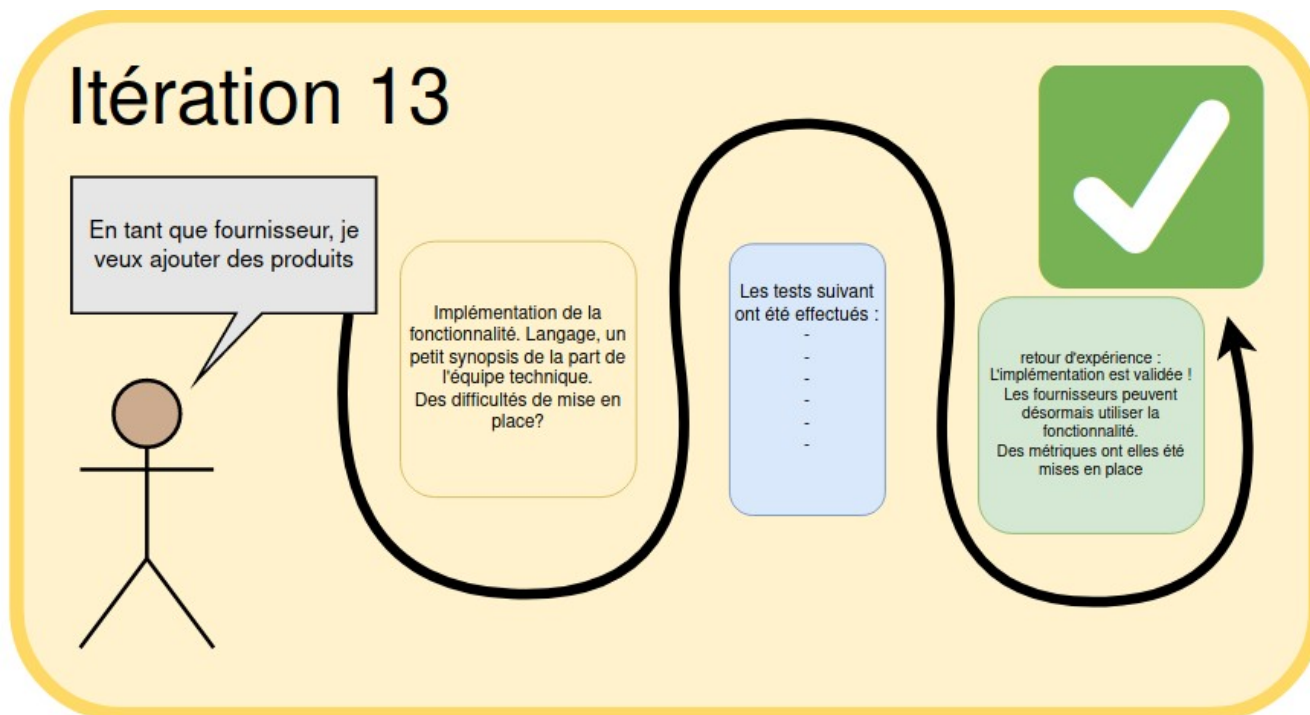 Itération 13
En tant que fournisseur, je
veux ajouter des produits
Implémentation de la
fonctionnalité. Langage, un
petit synopsis de la part de
l'équipe technique.
Des difficultés de mise en
place?
Les tests suivant
ont été effectués :
-
-
-
-
-
-
retour d'expérience :
L'implémentation est validée !
Les fournisseurs peuvent
désormais utiliser la
fonctionnalité.
Des métriques ont elles été
mises en place